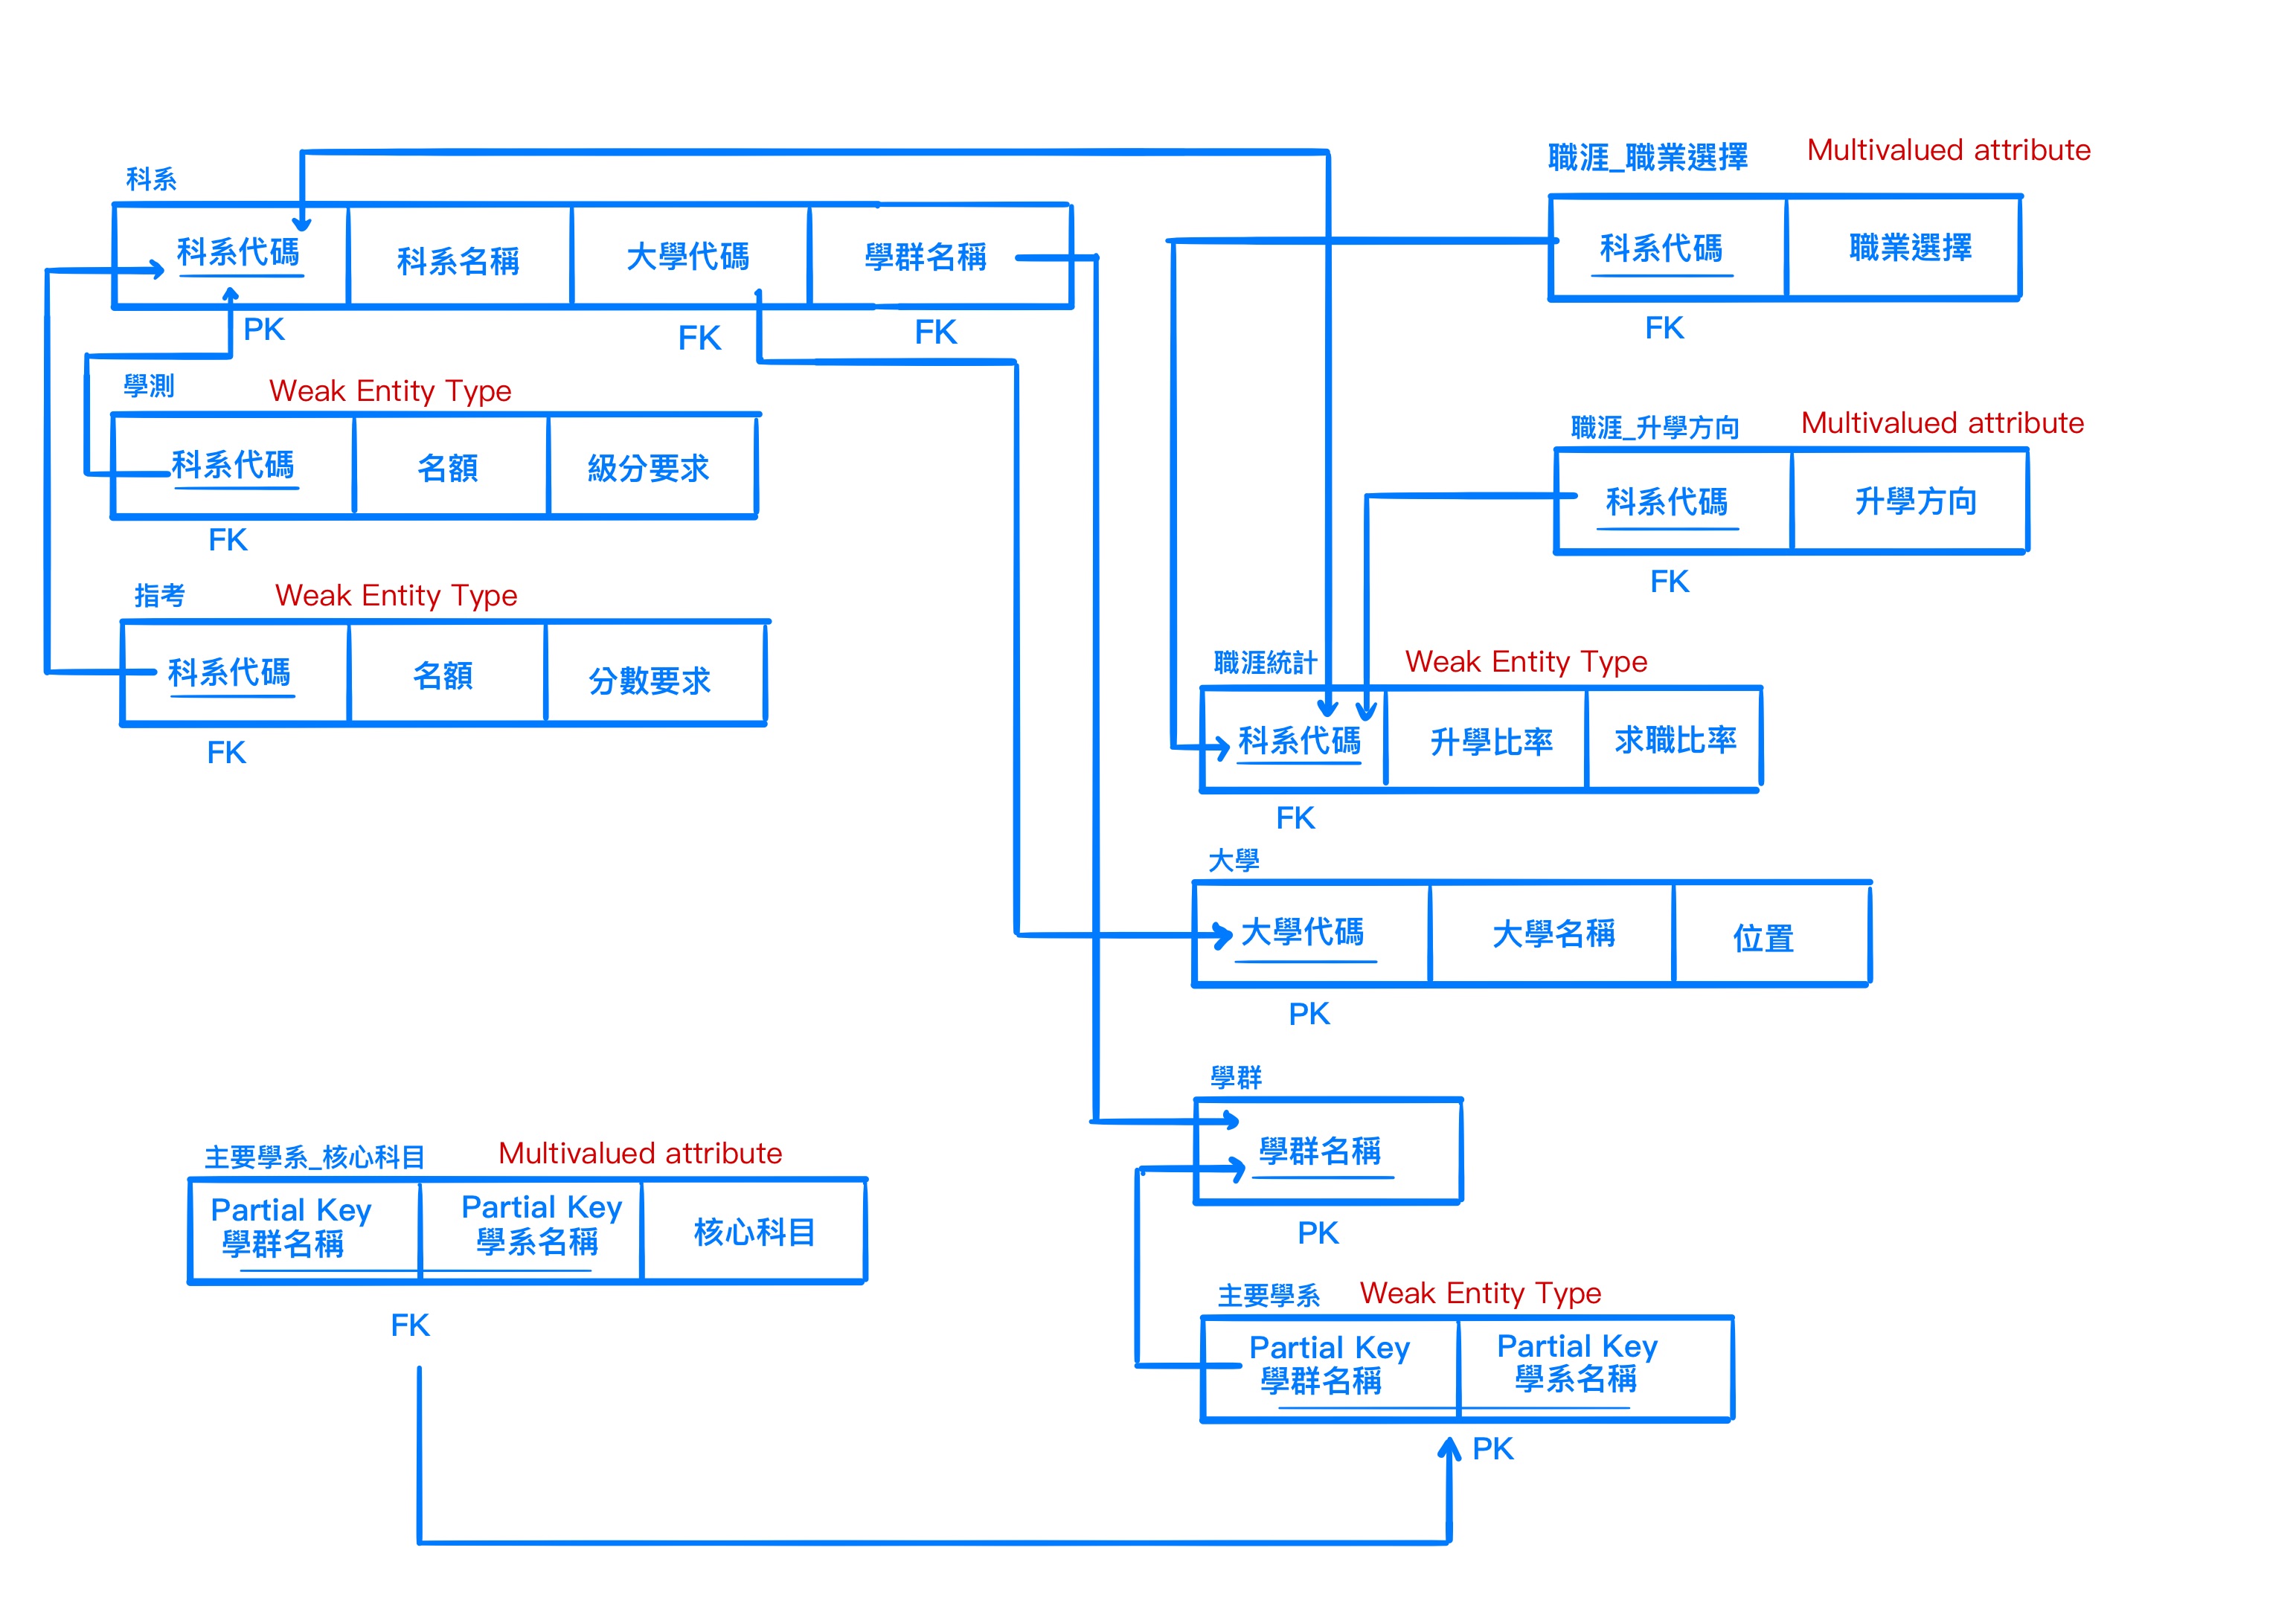 科系
科系代碼
科系名稱
大學代碼
學群名稱
PK
FK
FK
學測
Weak Entity Type
科系代碼
名額
級分要求
FK
指考
Weak Entity Type
科系代碼
名額
分數要求
FK
職涯_職業選擇
Multivalued attribute
科系代碼
職業選擇
FK
職涯_升學方向
Multivalued attribute
科系代碼
升學方向
FK
職涯統計
Weak Entity Type
科系代碼
升學比率
求職比率
FK
大學
大學代碼
大學名稱
位置
PK
學群
學群名稱
PK
主要學系_核心科目
Multivalued attribute
Partial Key
學群名稱
Partial Key
學系名稱
核心科目
FK
主要學系
Weak Entity Type
Partial Key
學群名稱
Partial Key
學系名稱
PK